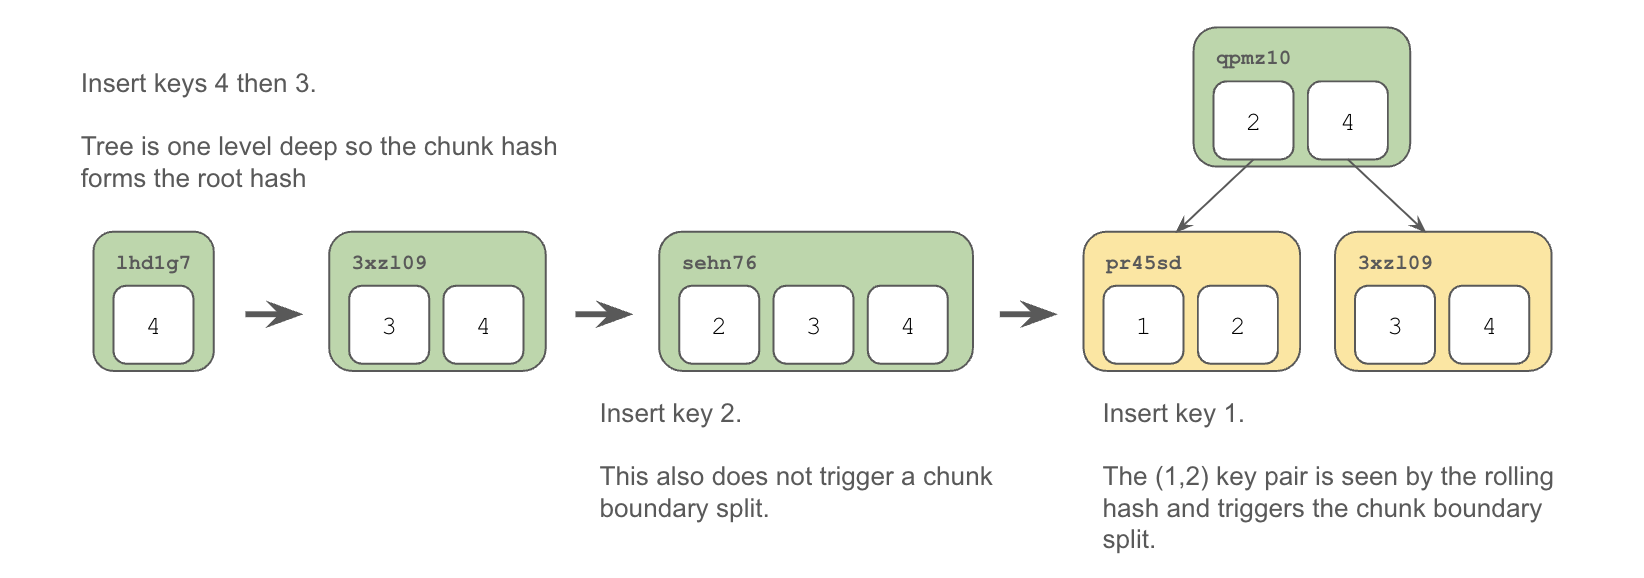 Insert keys 4 then 3.
Tree is one level deep so the chunk hash
forms the root hash
lhd1g7
4
3xzl09
3 4
sehn76
2 3 4
Insert key 2.
This also does not trigger a chunk
boundary split.
qpmz10
2 4
pr45sd
1 2
3xzl09
3 4
Insert key 1.
The (1,2) key pair is seen by the rolling
hash and triggers the chunk boundary
split.